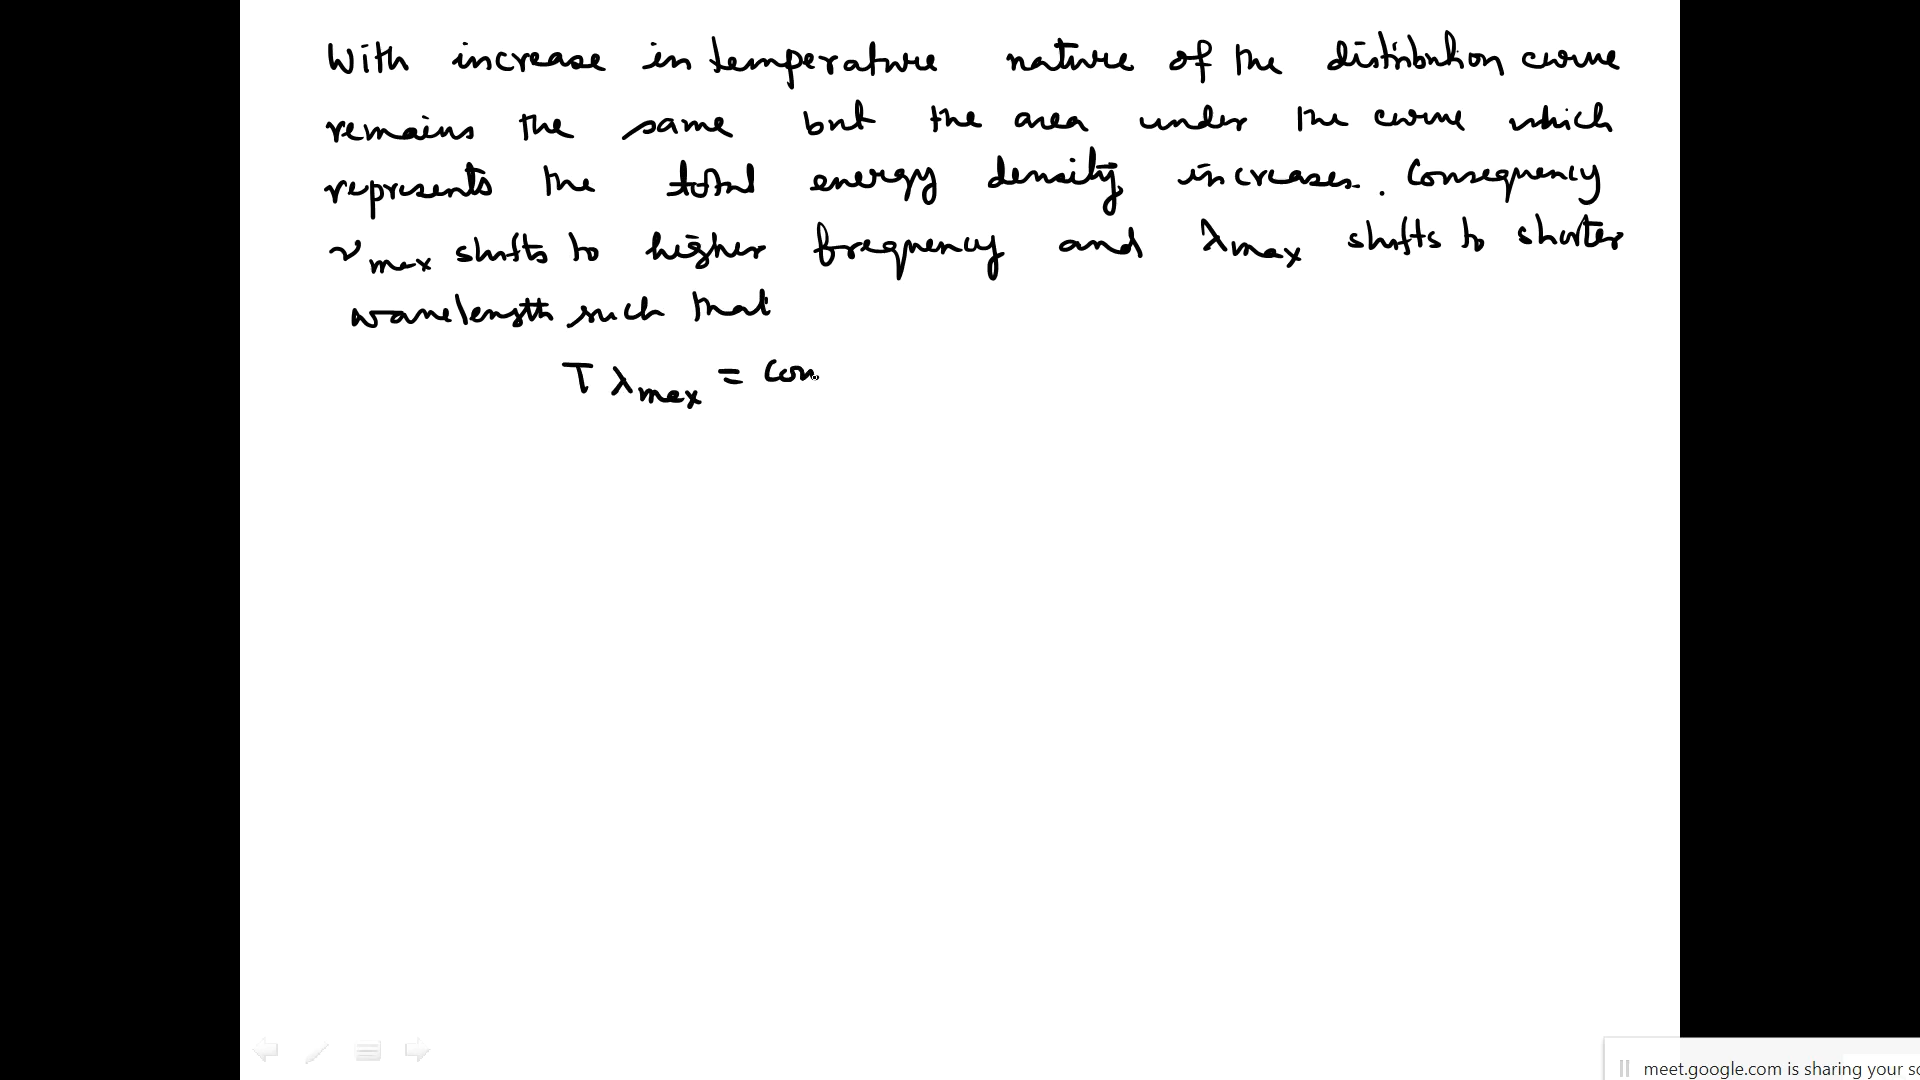 With increase in temperature nature of the distribution curve
remains the same but the area under the curve which
represents the total energy density increases. Consequency
ν max shifts to higher frequency and λmax shifts to shorter
wavelength such that
T λmax = con
meet.google.com is sharing your sc